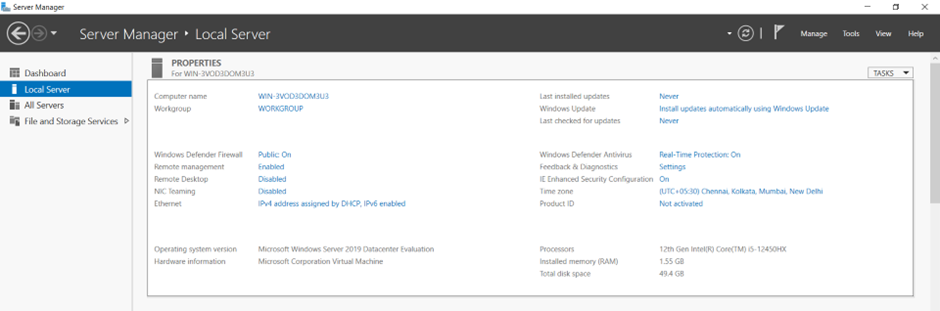 Server Manager
Server Manager • Local Server
Manage Tools View Help
Dashboard
Local Server
All Servers
File and Storage Services
PROPERTIES
For WIN-3VOD3DOM3U3
TASKS
Computer name WIN-3VOD3DOM3U3
Workgroup WORKGROUP
Last installed updates Never
Windows Update Install updates automatically using Windows Update
Last checked for updates Never
Windows Defender Firewall Public: On
Remote management Enabled
Remote Desktop Disabled
NIC Teaming Disabled
Ethernet IPv4 address assigned by DHCP, IPv6 enabled
Windows Defender Antivirus Real-Time Protection: On
Feedback & Diagnostics Settings
IE Enhanced Security Configuration On
Time zone (UTC+05:30) Chennai, Kolkata, Mumbai, New Delhi
Product ID Not activated
Operating system version Microsoft Windows Server 2019 Datacenter Evaluation
Hardware information Microsoft Corporation Virtual Machine
Processors 12th Gen Intel(R) Core(TM) i5-12450HX
Installed memory (RAM) 1.55 GB
Total disk space 49.4 GB